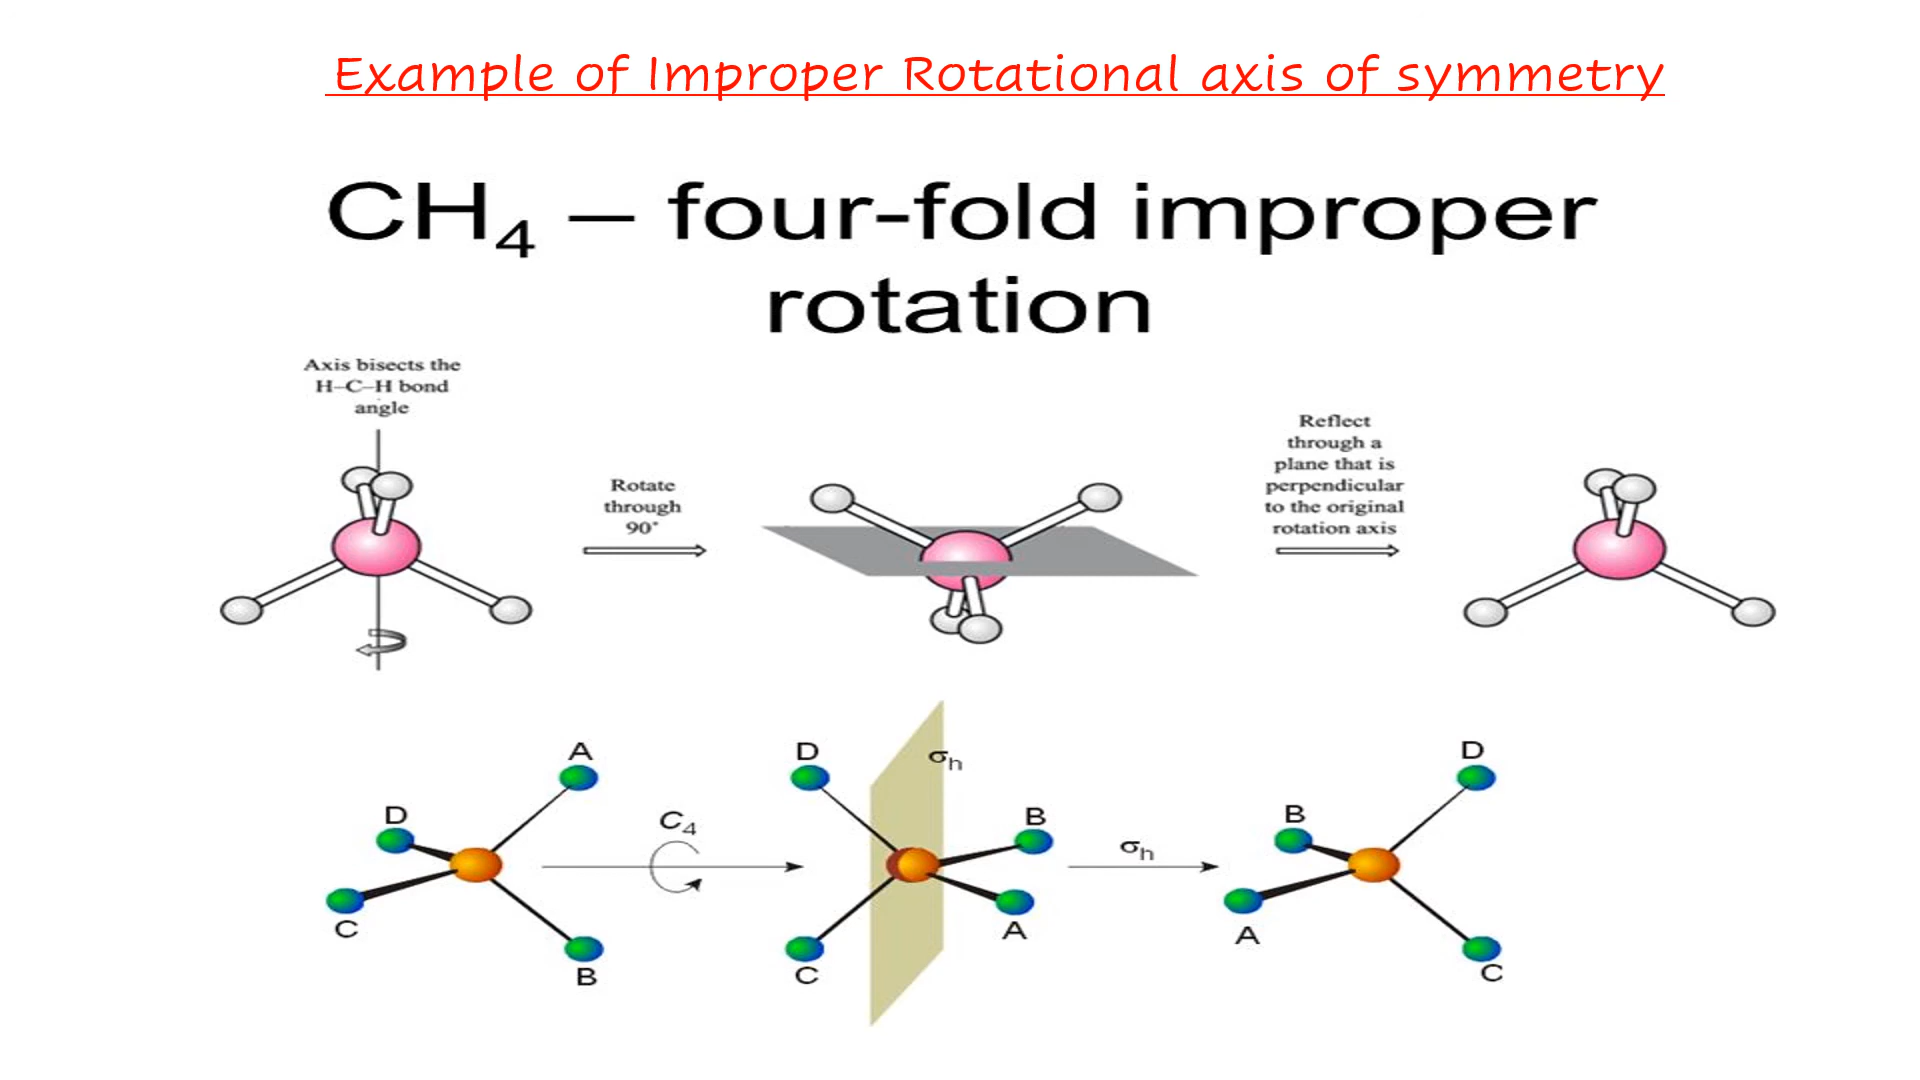 Example of Improper Rotational axis of symmetry
CH₄ – four-fold improper
rotation
Axis bisects the
H–C–H bond
angle
Rotate
through
90°
Reflect
through a
plane that is
perpendicular
to the original
rotation axis
A
D
C
B
C₄
D
σₕ
B
A
C
σₕ
D
B
A
C